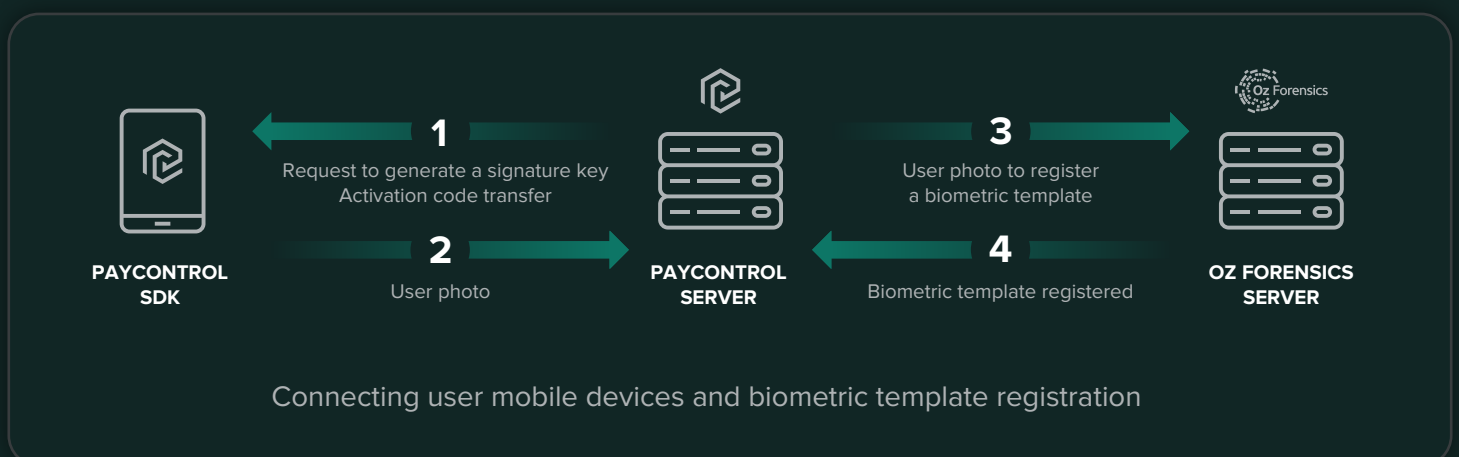 Oz Forensics
1
3
Request to generate a signature key
Activation code transfer
User photo to register
a biometric template
2
4
PAYCONTROL
SDK
User photo
PAYCONTROL
SERVER
Biometric template registered
OZ FORENSICS
SERVER
Connecting user mobile devices and biometric template registration